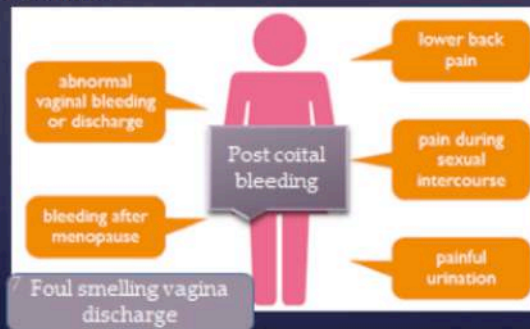 abnormal
vaginal bleeding
or discharge
bleeding after
menopause
Post coital
bleeding
lower back
pain
pain during
sexual
intercourse
painful
urination
Foul smelling vagina
discharge